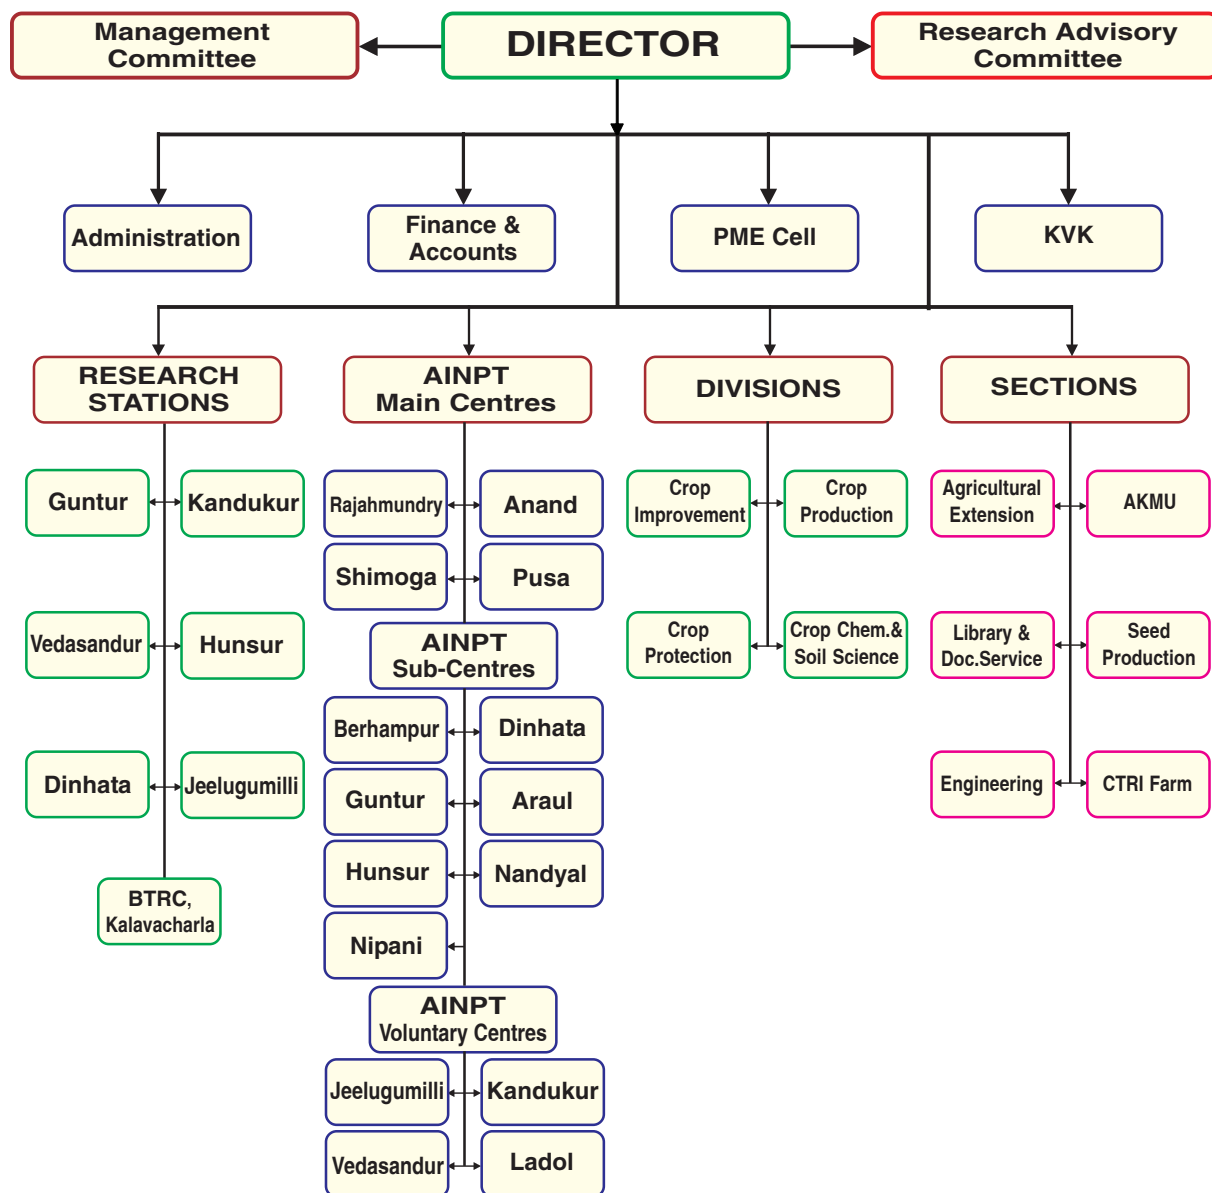 Management
Committee
DIRECTOR
Research Advisory
Committee
Administration
Finance &
Accounts
PME Cell
KVK
RESEARCH
STATIONS
AINPT
Main Centres
DIVISIONS
SECTIONS
Guntur
Kandukur
Vedasandur
Hunsur
Dinhata
Jeelugumilli
BTRC,
Kalavacharla
Rajahmundry
Anand
Shimoga
Pusa
AINPT
Sub-Centres
Berhampur
Dinhata
Guntur
Araul
Hunsur
Nandyal
Nipani
AINPT
Voluntary Centres
Jeelugumilli
Kandukur
Vedasandur
Ladol
Crop
Improvement
Crop
Production
Crop
Protection
Crop Chem.&
Soil Science
Agricultural
Extension
AKMU
Library &
Doc.Service
Seed
Production
Engineering
CTRI Farm